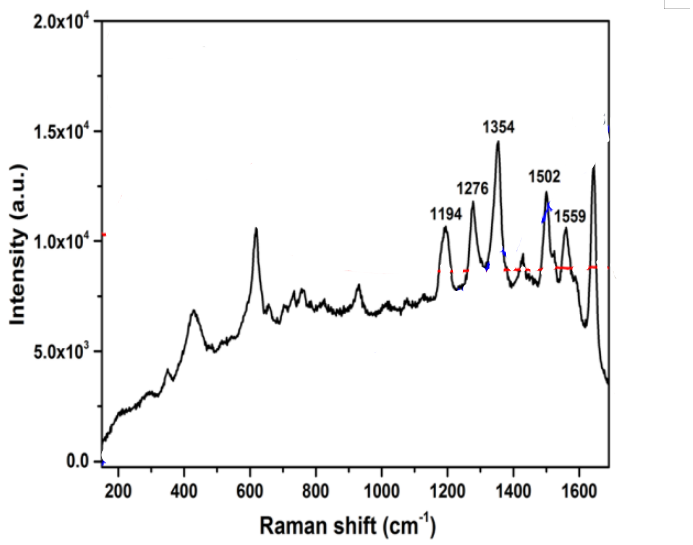 2.0x10⁴
1.5x10⁴
1.0x10⁴
5.0x10³
0.0
Intensity (a.u.)
1194
1276
1354
1502
1559
200 400 600 800 1000 1200 1400 1600
Raman shift (cm⁻¹)